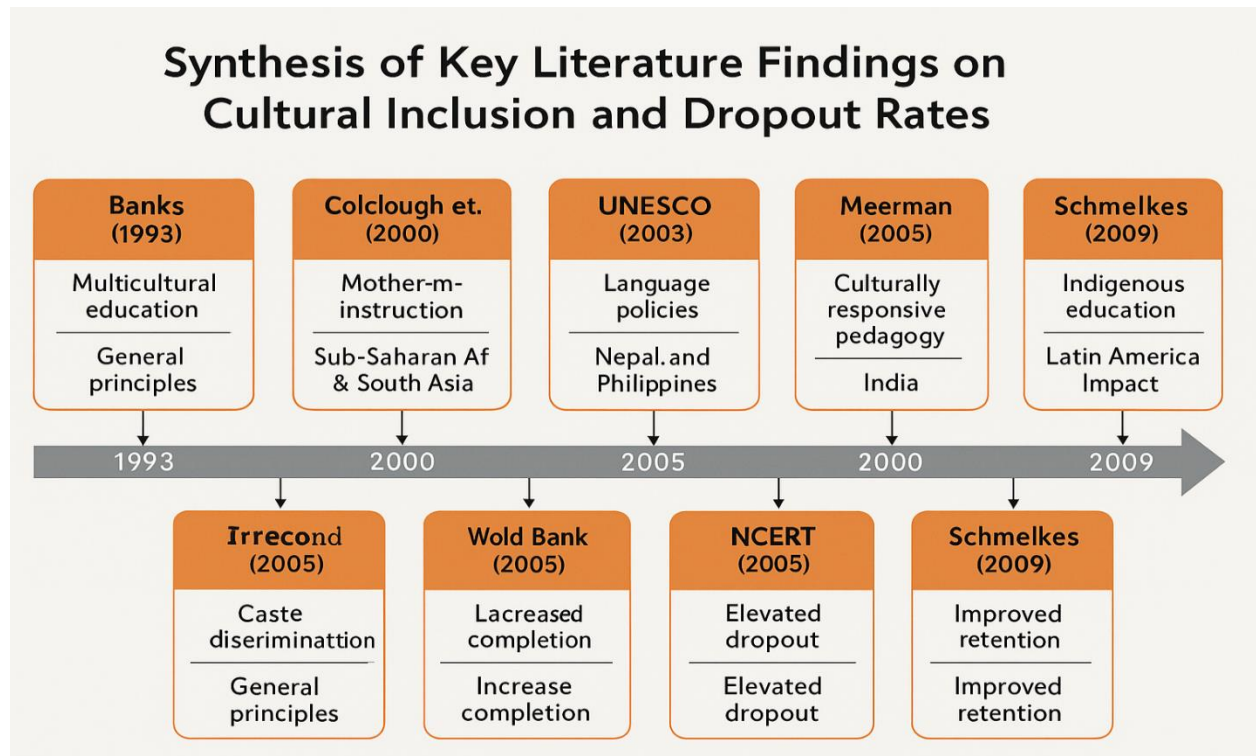 Synthesis of Key Literature Findings on
Cultural Inclusion and Dropout Rates
Banks
(1993)
Multicultural
education
General
principles
Colclough et.
(2000)
Mother-m-
instruction
Sub-Saharan Af
& South Asia
UNESCO
(2003)
Language
policies
Nepal.and
Philippines
Meerman
(2005)
Culturally
responsive
pedagogy
India
Schmelkes
(2009)
Indigenous
education
Latin America
Impact
1993
2000
2005
2000
2009
Irrecond
(2005)
Caste
diserimination
General
principles
Wold Bank
(2005)
Lacreased
completion
Increase
completion
NCERT
(2005)
Elevated
dropout
Elevated
dropout
Schmelkes
(2009)
Improved
retention
Improved
retention